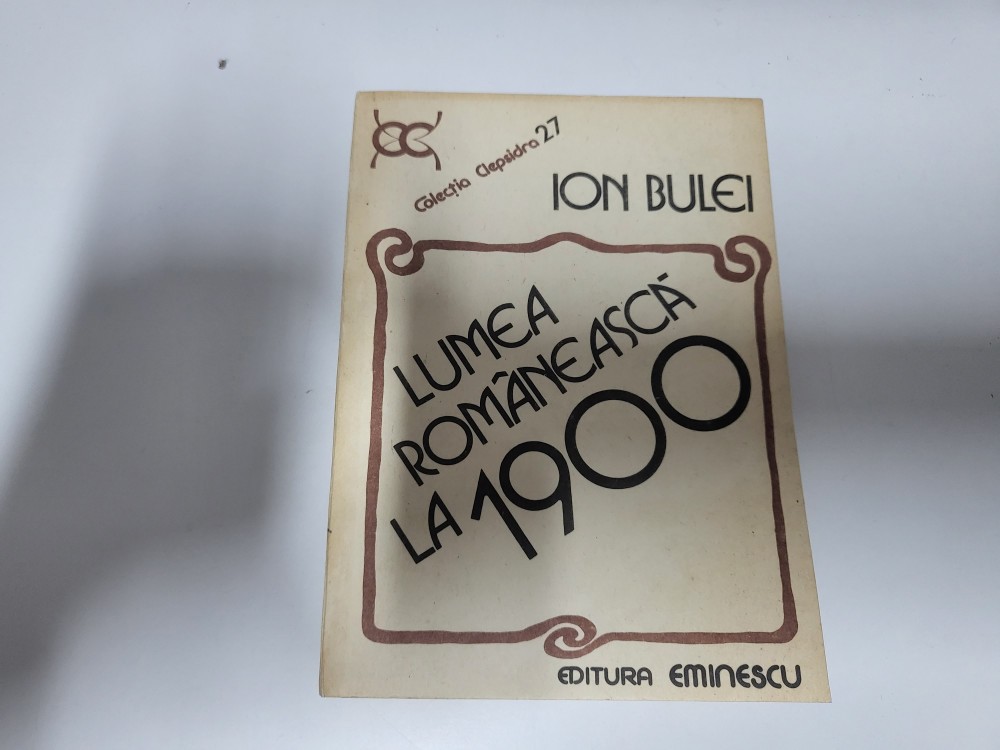 Colecția Clepsidra 27
ION BULEI
LUMEA
ROMÂNEASCĂ
LA 1900
EDITURA EMINESCU